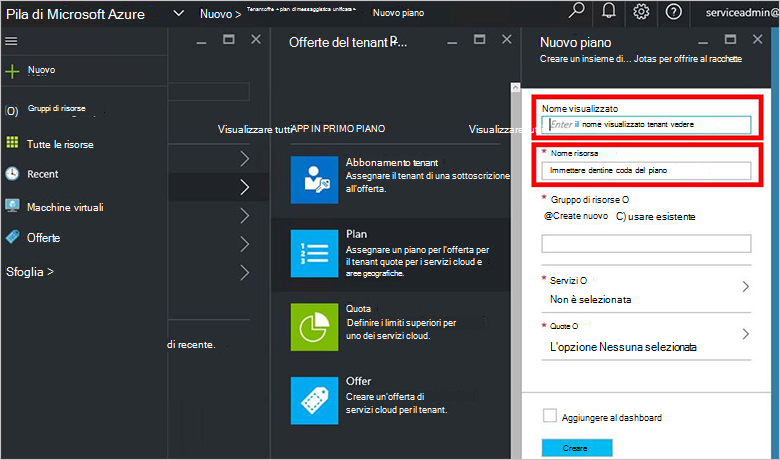 Pila di Microsoft Azure
Nuovo >
Tenantofte + plan di messaggistica unificata >
Nuovo piano
serviceadmin@
Nuovo
(O) Gruppi di risorse
Tutte le risorse
Recent
Macchine virtuali
Offerte
Sfoglia >
Visualizzare tutti
di recente.
Offerte del tenant P...
APP IN PRIMO PIANO
Visualizzare tutti
Abbonamento tenant
Assegnare il tenant di una sottoscrizione
all'offerta.
Plan
Assegnare un piano per l'offerta per
il tenant quote per i servizi cloud e
aree geografiche.
Quota
Definire i limiti superiori per
uno dei servizi cloud.
Offer
Creare un'offerta di
servizi cloud per il tenant.
Nuovo piano
Creare un insieme di... Jotas per offrire al racchette
Nome visualizzato
Enter il nome visualizzato tenant vedere
* Nome risorsa
Immettere dentine coda del piano
* Gruppo di risorse O
@Create nuovo C) usare esistente
* Servizi O
Non è selezionata
* Quote O
L'opzione Nessuna selezionata
Aggiungere al dashboard
Creare